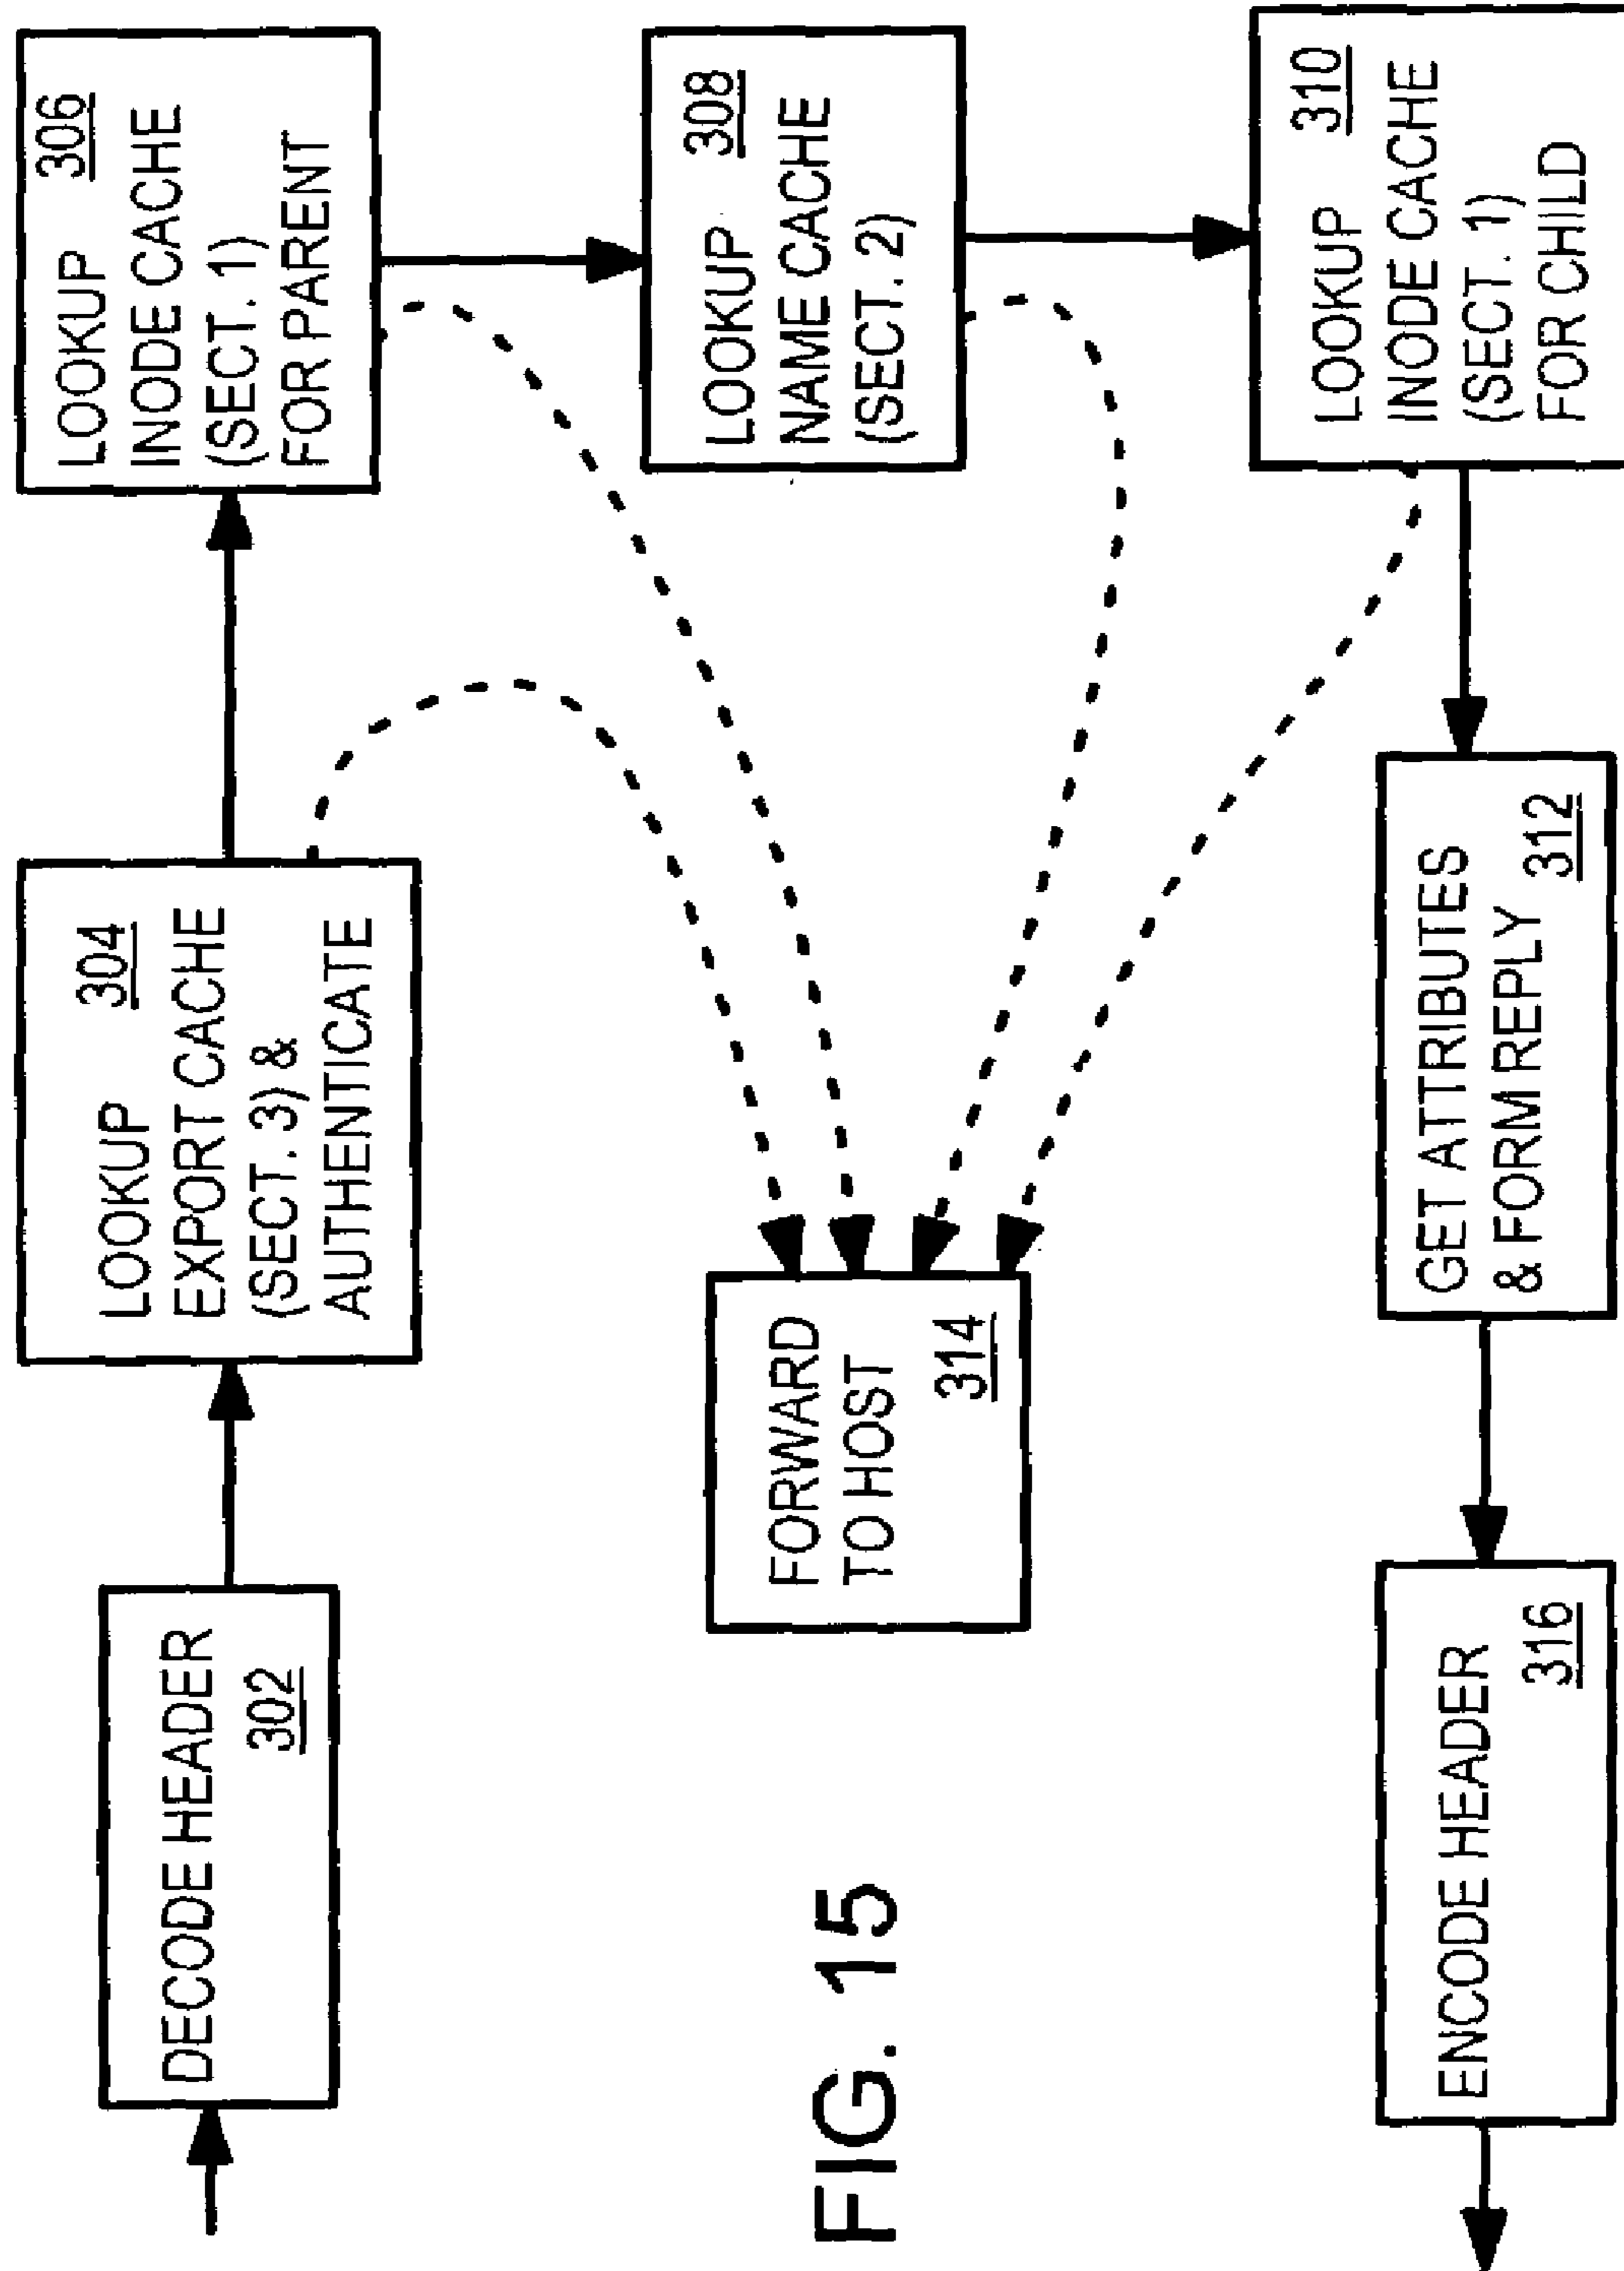 DECODE HEADER
302
LOOKUP 304
EXPORT CACHE
(SECT. 3) &
AUTHENTICATE
LOOKUP 306
INODE CACHE
(SECT. 1)
FOR PARENT
LOOKUP 308
NAME CACHE
(SECT. 2)
FORWARD
TO HOST
314
FIG. 15
LOOKUP 310
INODE CACHE
(SECT. 1)
FOR CHILD
GET ATTRIBUTES
& FORM REPLY 312
ENCODE HEADER
316